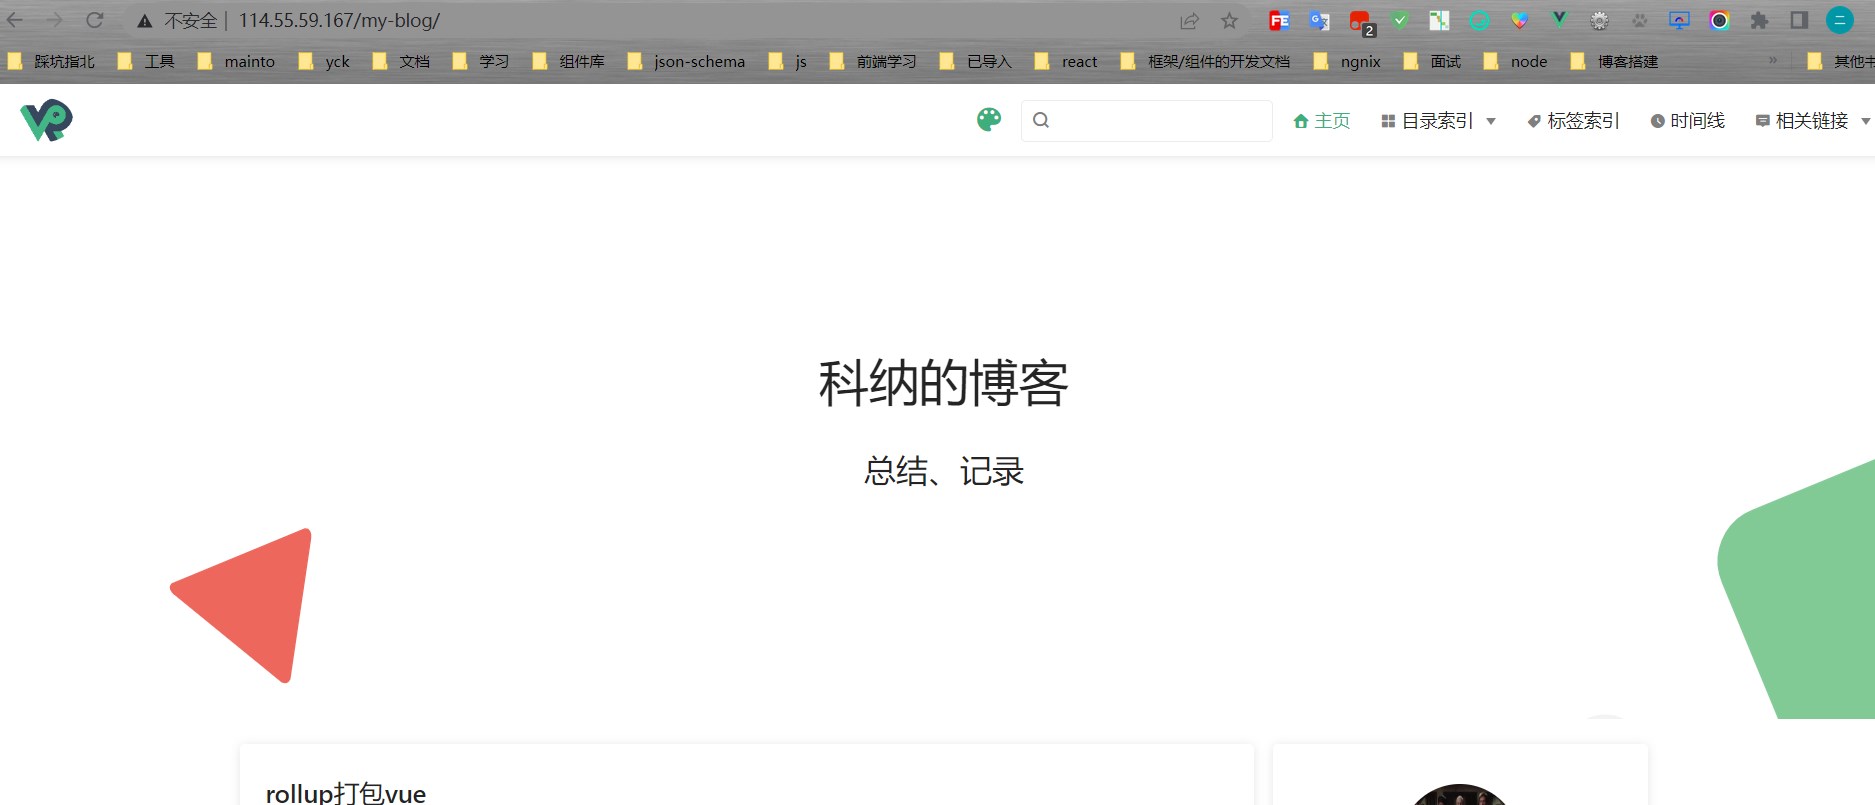 不安全 | 114.55.59.167/my-blog/
FE G 文 2 二
踩坑指北 工具 mainto yck 文档 学习 组件库 json-schema js 前端学习 已导入 react 框架/组件的开发文档 ngnix 面试 node 博客搭建 »
主页 目录索引 标签索引 时间线 相关链接
科纳的博客
总结、记录
rollup打包vue